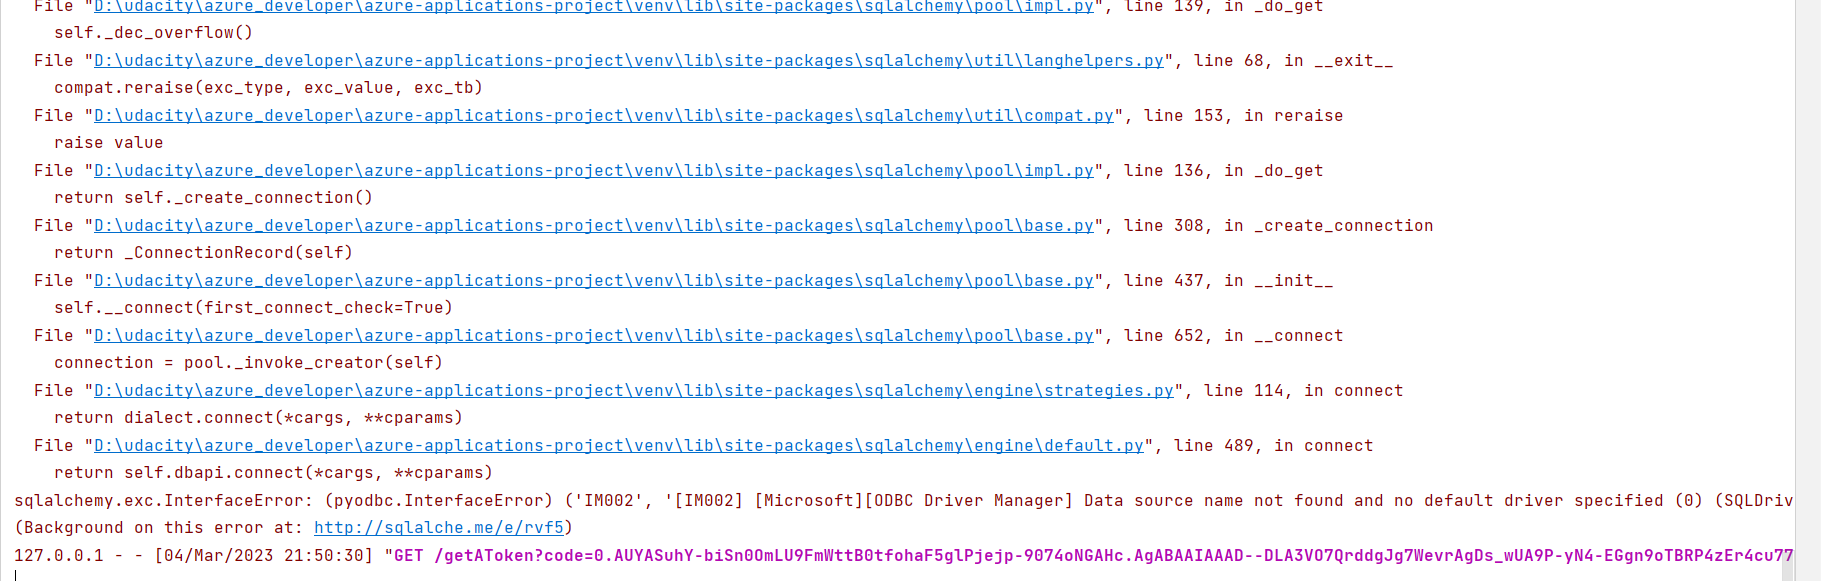 File "D:\udacity\azure_developer\azure-applications-project\venv\lib\site-packages\sqlalchemy\pool\impl.py", line 139, in _do_get
self._dec_overflow()
File "D:\udacity\azure_developer\azure-applications-project\venv\lib\site-packages\sqlalchemy\util\langhelpers.py", line 68, in __exit__
compat.reraise(exc_type, exc_value, exc_tb)
File "D:\udacity\azure_developer\azure-applications-project\venv\lib\site-packages\sqlalchemy\util\compat.py", line 153, in reraise
raise value
File "D:\udacity\azure_developer\azure-applications-project\venv\lib\site-packages\sqlalchemy\pool\impl.py", line 136, in _do_get
return self._create_connection()
File "D:\udacity\azure_developer\azure-applications-project\venv\lib\site-packages\sqlalchemy\pool\base.py", line 308, in _create_connection
return _ConnectionRecord(self)
File "D:\udacity\azure_developer\azure-applications-project\venv\lib\site-packages\sqlalchemy\pool\base.py", line 437, in __init__
self.__connect(first_connect_check=True)
File "D:\udacity\azure_developer\azure-applications-project\venv\lib\site-packages\sqlalchemy\pool\base.py", line 652, in __connect
connection = pool._invoke_creator(self)
File "D:\udacity\azure_developer\azure-applications-project\venv\lib\site-packages\sqlalchemy\engine\strategies.py", line 114, in connect
return dialect.connect(*cargs, **cparams)
File "D:\udacity\azure_developer\azure-applications-project\venv\lib\site-packages\sqlalchemy\engine\default.py", line 489, in connect
return self.dbapi.connect(*cargs, **cparams)
sqlalchemy.exc.InterfaceError: (pyodbc.InterfaceError) ('IM002', '[IM002] [Microsoft][ODBC Driver Manager] Data source name not found and no default driver specified (0) (SQLDriv
(Background on this error at: http://sqlalche.me/e/rvf5)
127.0.0.1 - - [04/Mar/2023 21:50:30] "GET /getAToken?code=0.AUYASuhY-biSn0OmLU9FmWttB0tfohaF5glPjejp-9074oNGAHc.AgABAAIAAAD--DLA3VO7QrddgJg7WevrAgDs_wUA9P-yN4-EGgn9oTBRP4zEr4cu77